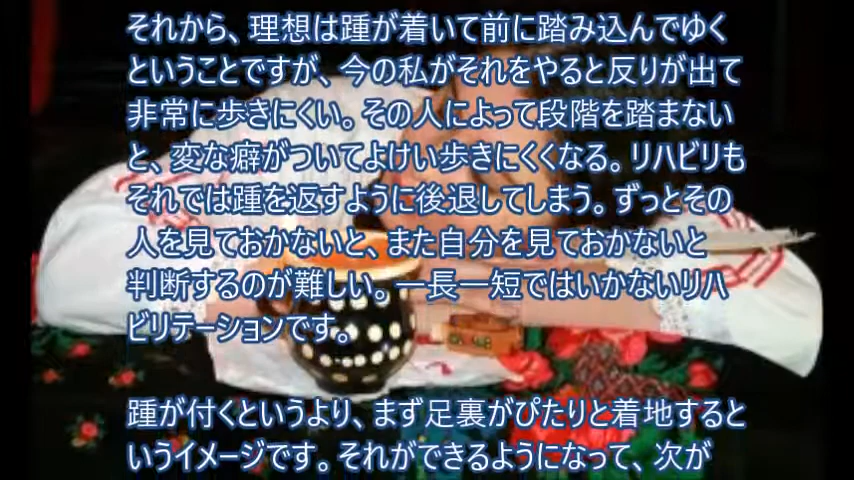 それから、理想は踵が着いて前に踏み込んでゆく
ということですが、今の私がそれをやると反りが出て
非常に歩きにくい。その人によって段階を踏まない
と、変な癖がついてよけい歩きにくくなる。リハビリも
それでは踵を返すように後退してしまう。ずっとその
人を見ておかないと、また自分を見ておかないと
判断するのが難しい。一長一短ではいかないリハ
ビリテーションです。
踵が付くというより、まず足裏がぴたりと着地すると
いうイメージです。それができるようになって、次が